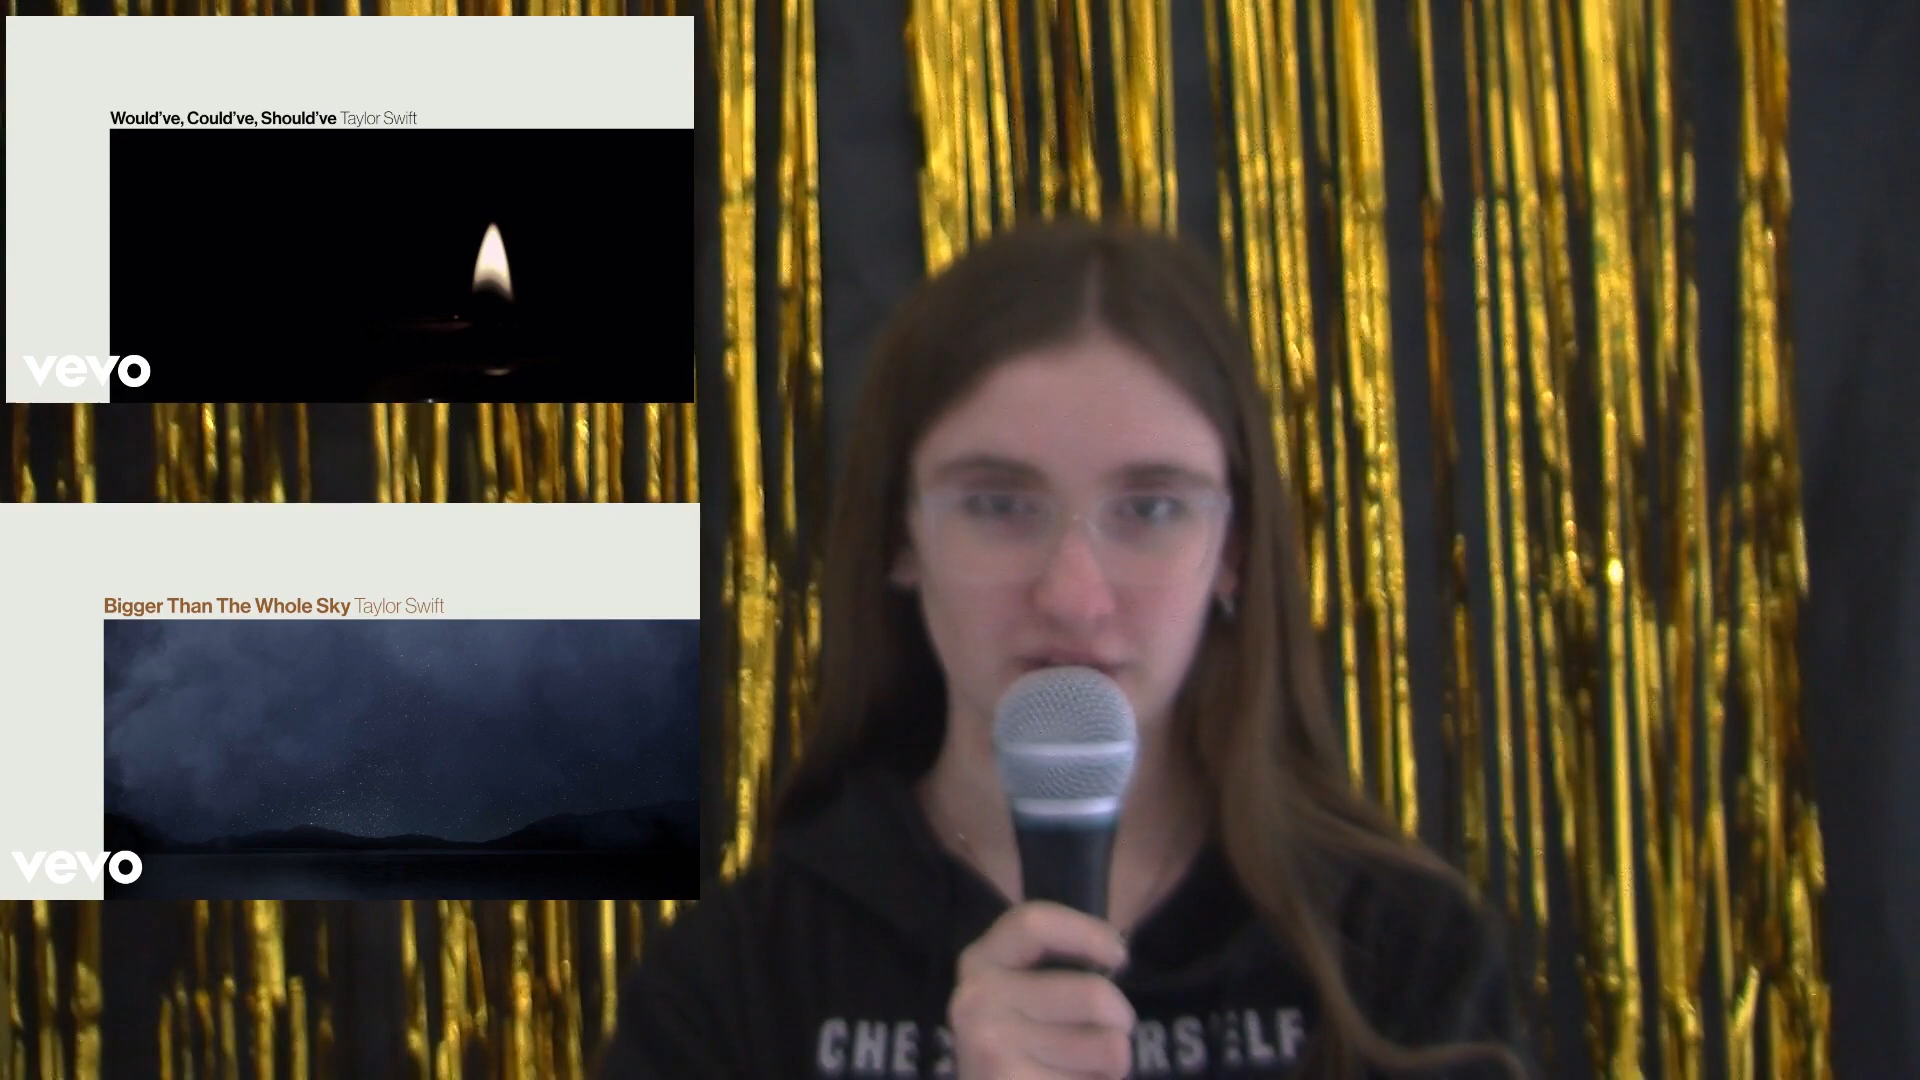 Would've, Could've, Should've Taylor Swift
vevo
Bigger Than The Whole Sky Taylor Swift
vevo